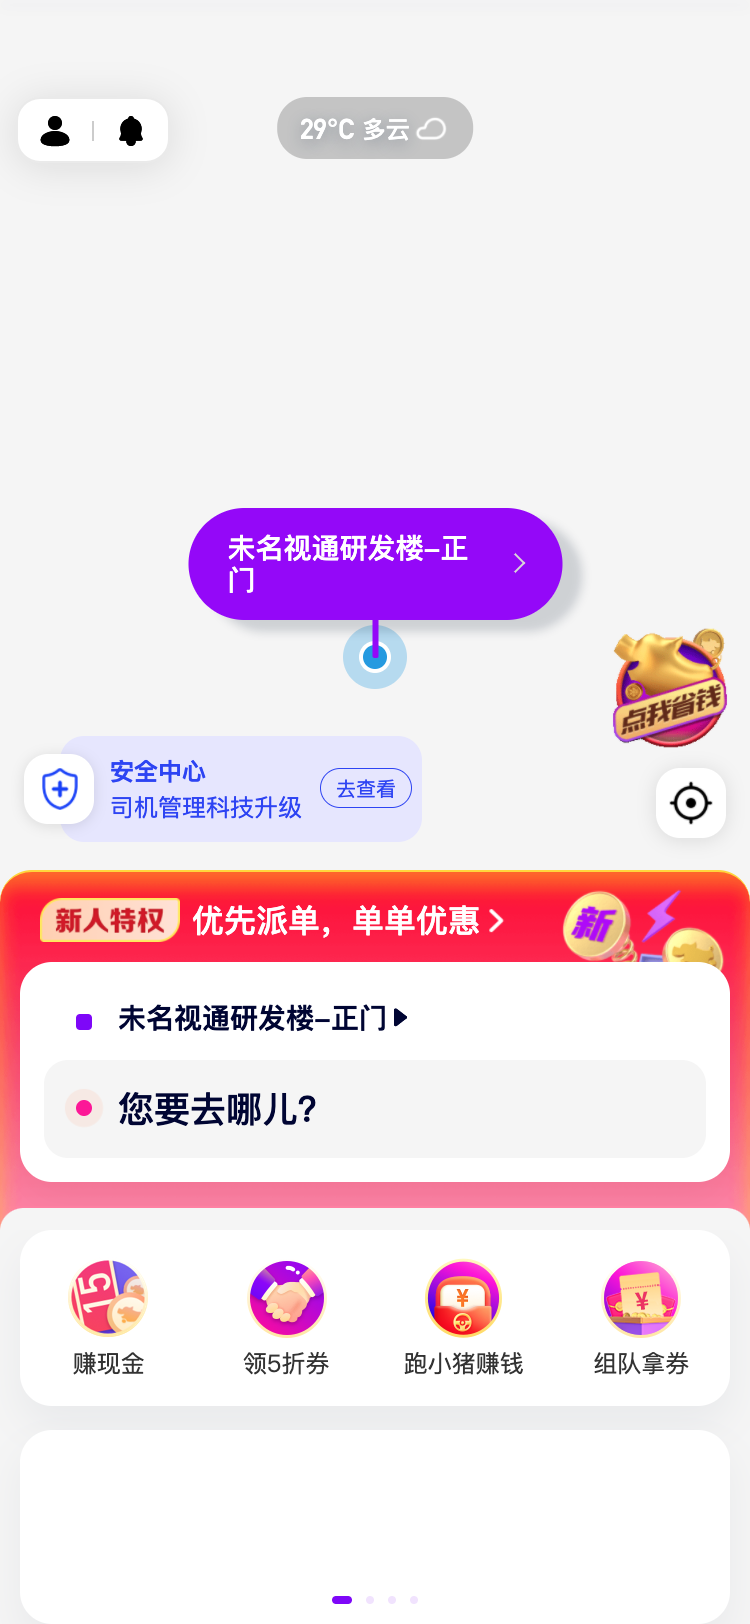 29°C 多云
未名视通研发楼-正
门
点我省钱
安全中心
司机管理科技升级
去查看
新人特权 优先派单，单单优惠
新
未名视通研发楼-正门
您要去哪儿?
15
¥
¥
赚现金 领5折券 跑小猪赚钱 组队拿券